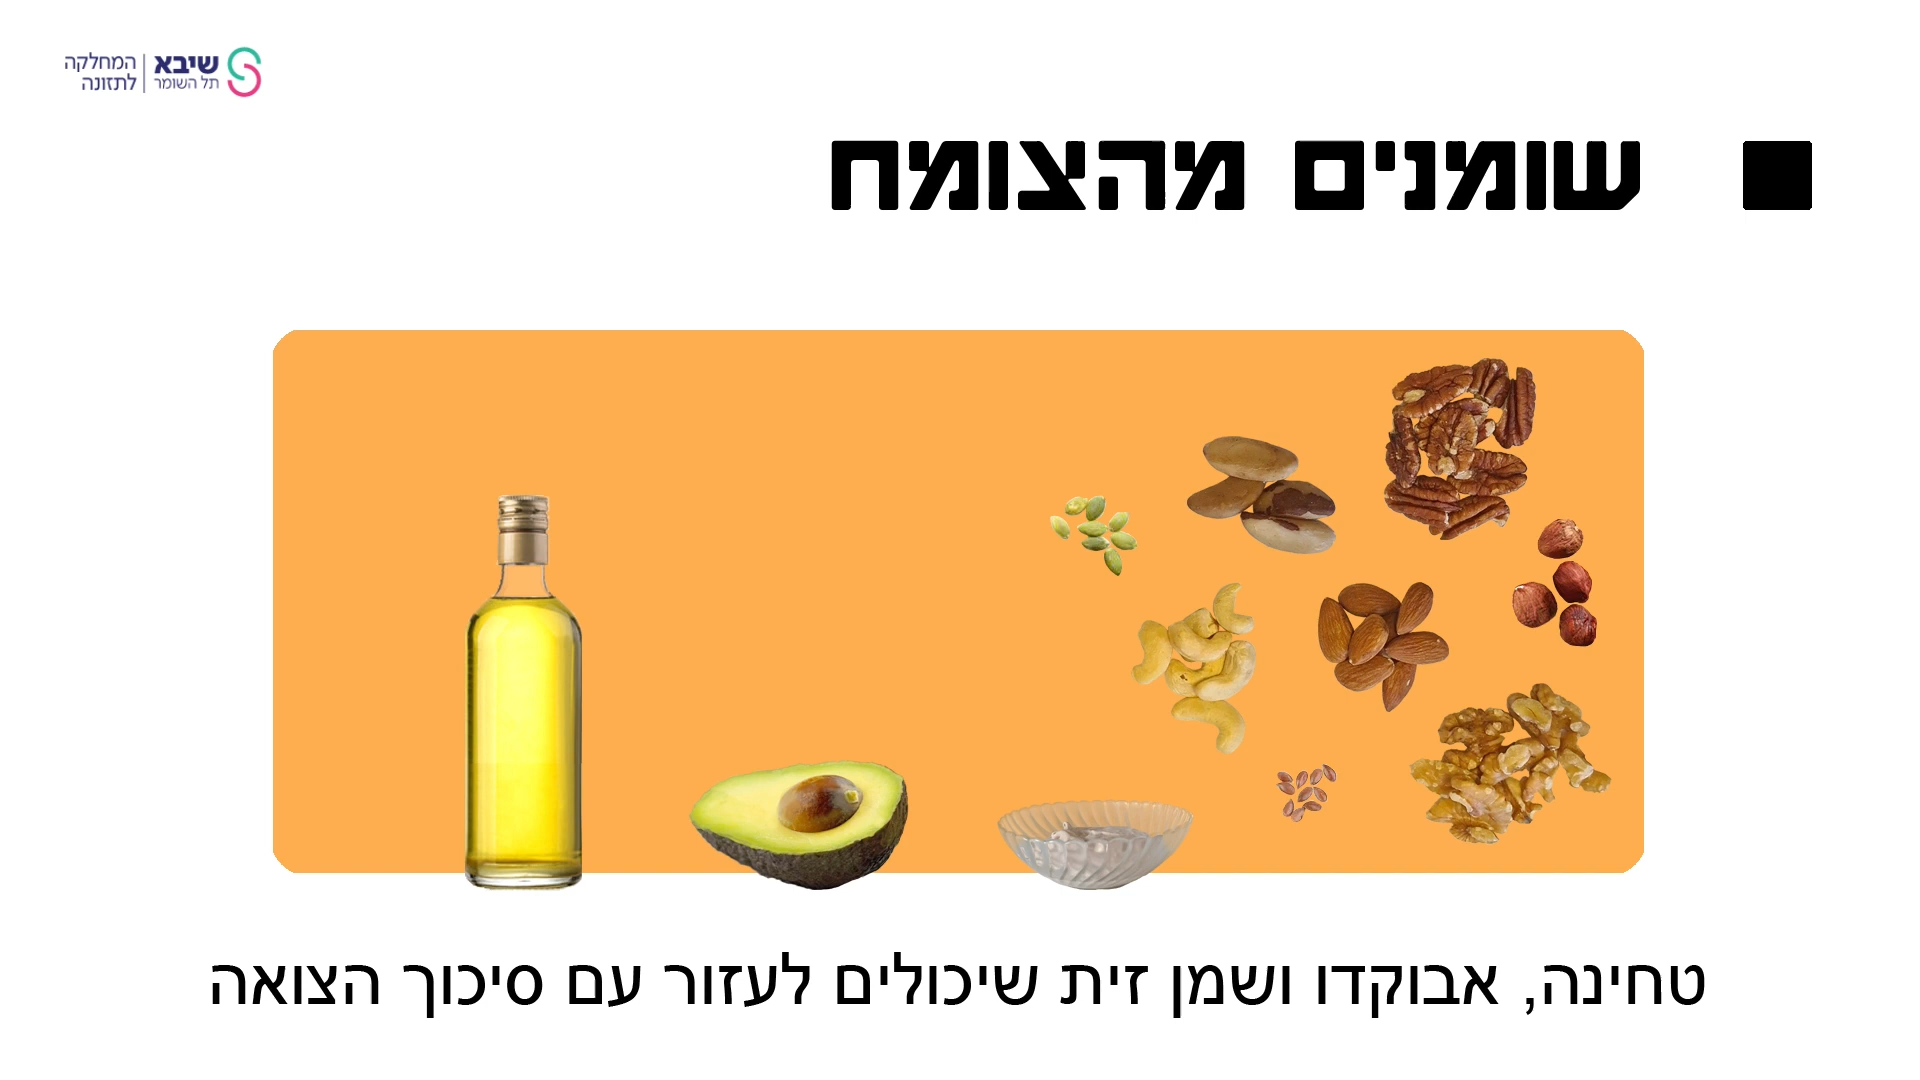 שיבא
תל השומר
המחלקה
לתזונה
שומנים מהצומח
טחינה, אבוקדו ושמן זית שיכולים לעזור עם סיכוך הצואה